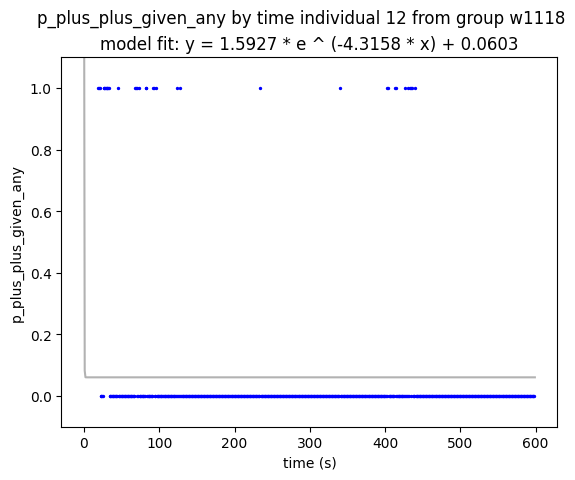 p_plus_plus_given_any by time individual 12 from group w1118
model fit: y = 1.5927 * e ^ (-4.3158 * x) + 0.0603
1.0
0.8
0.6
0.4
0.2
0.0
p_plus_plus_given_any
0 100 200 300 400 500 600
time (s)